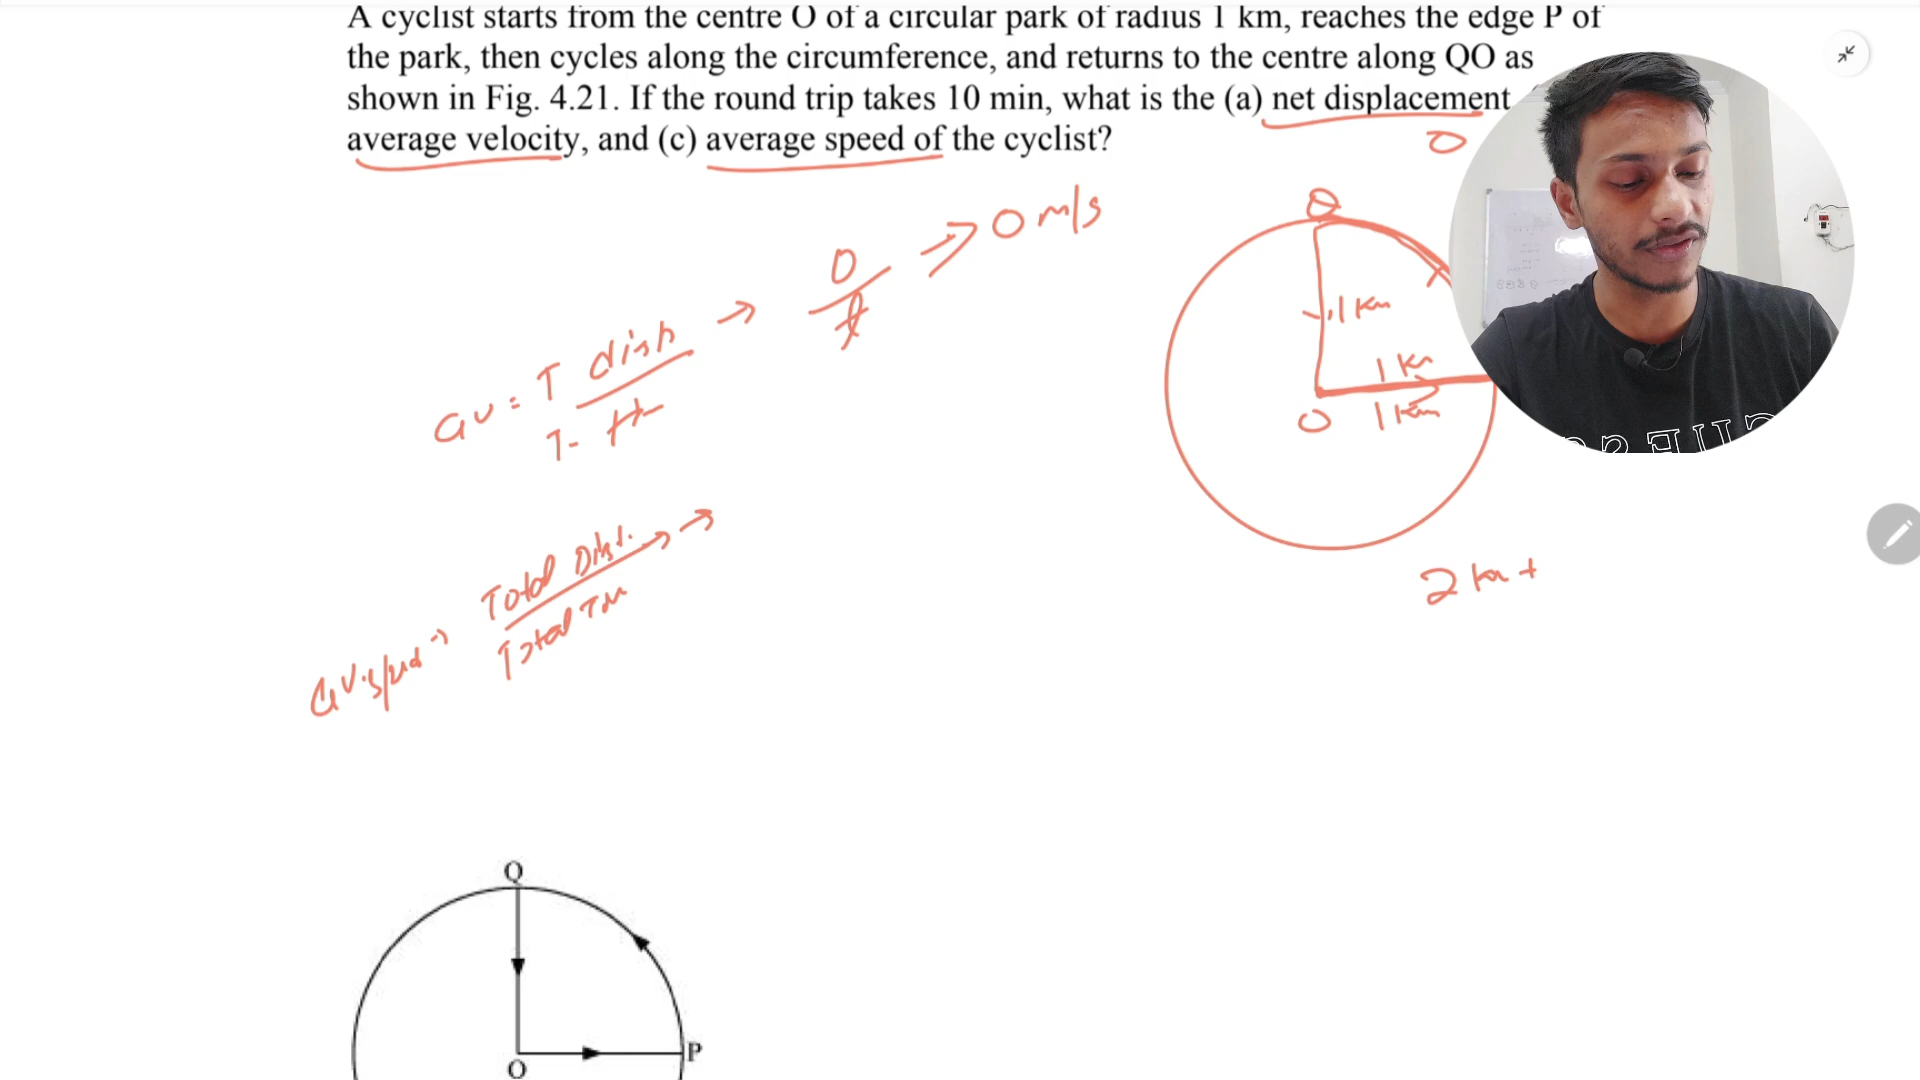 A cyclist starts from the centre O of a circular park of radius 1 km, reaches the edge P of
the park, then cycles along the circumference, and returns to the centre along QO as
shown in Fig. 4.21. If the round trip takes 10 min, what is the (a) net displacement
average velocity, and (c) average speed of the cyclist?
0
0 m/s
0
t
T disp
av =
Q
1 km
1 km
1 km
O
Total Dist.
Total
2 km +
Q
P
O